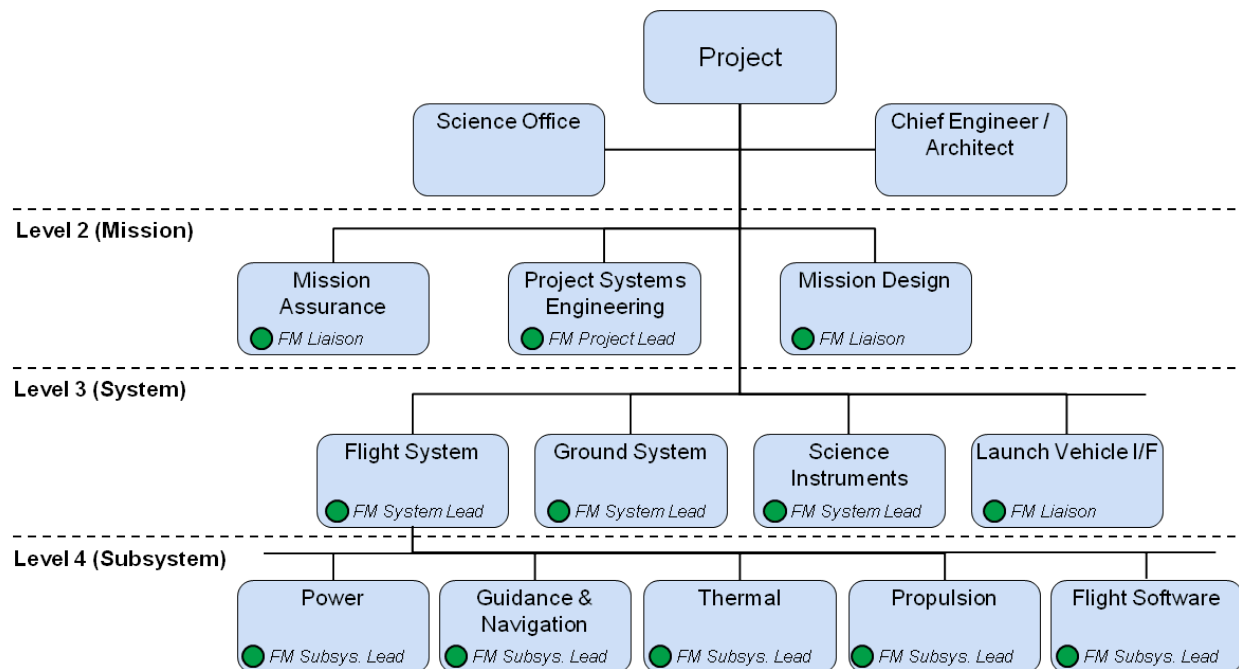 Project
Science Office
Chief Engineer /
Architect
Level 2 (Mission)
Mission
Assurance
FM Liaison
Project Systems
Engineering
FM Project Lead
Mission Design
FM Liaison
Level 3 (System)
Flight System
FM System Lead
Ground System
FM System Lead
Science
Instruments
FM System Lead
Launch Vehicle I/F
FM Liaison
Level 4 (Subsystem)
Power
FM Subsys. Lead
Guidance &
Navigation
FM Subsys. Lead
Thermal
FM Subsys. Lead
Propulsion
FM Subsys. Lead
Flight Software
FM Subsys. Lead